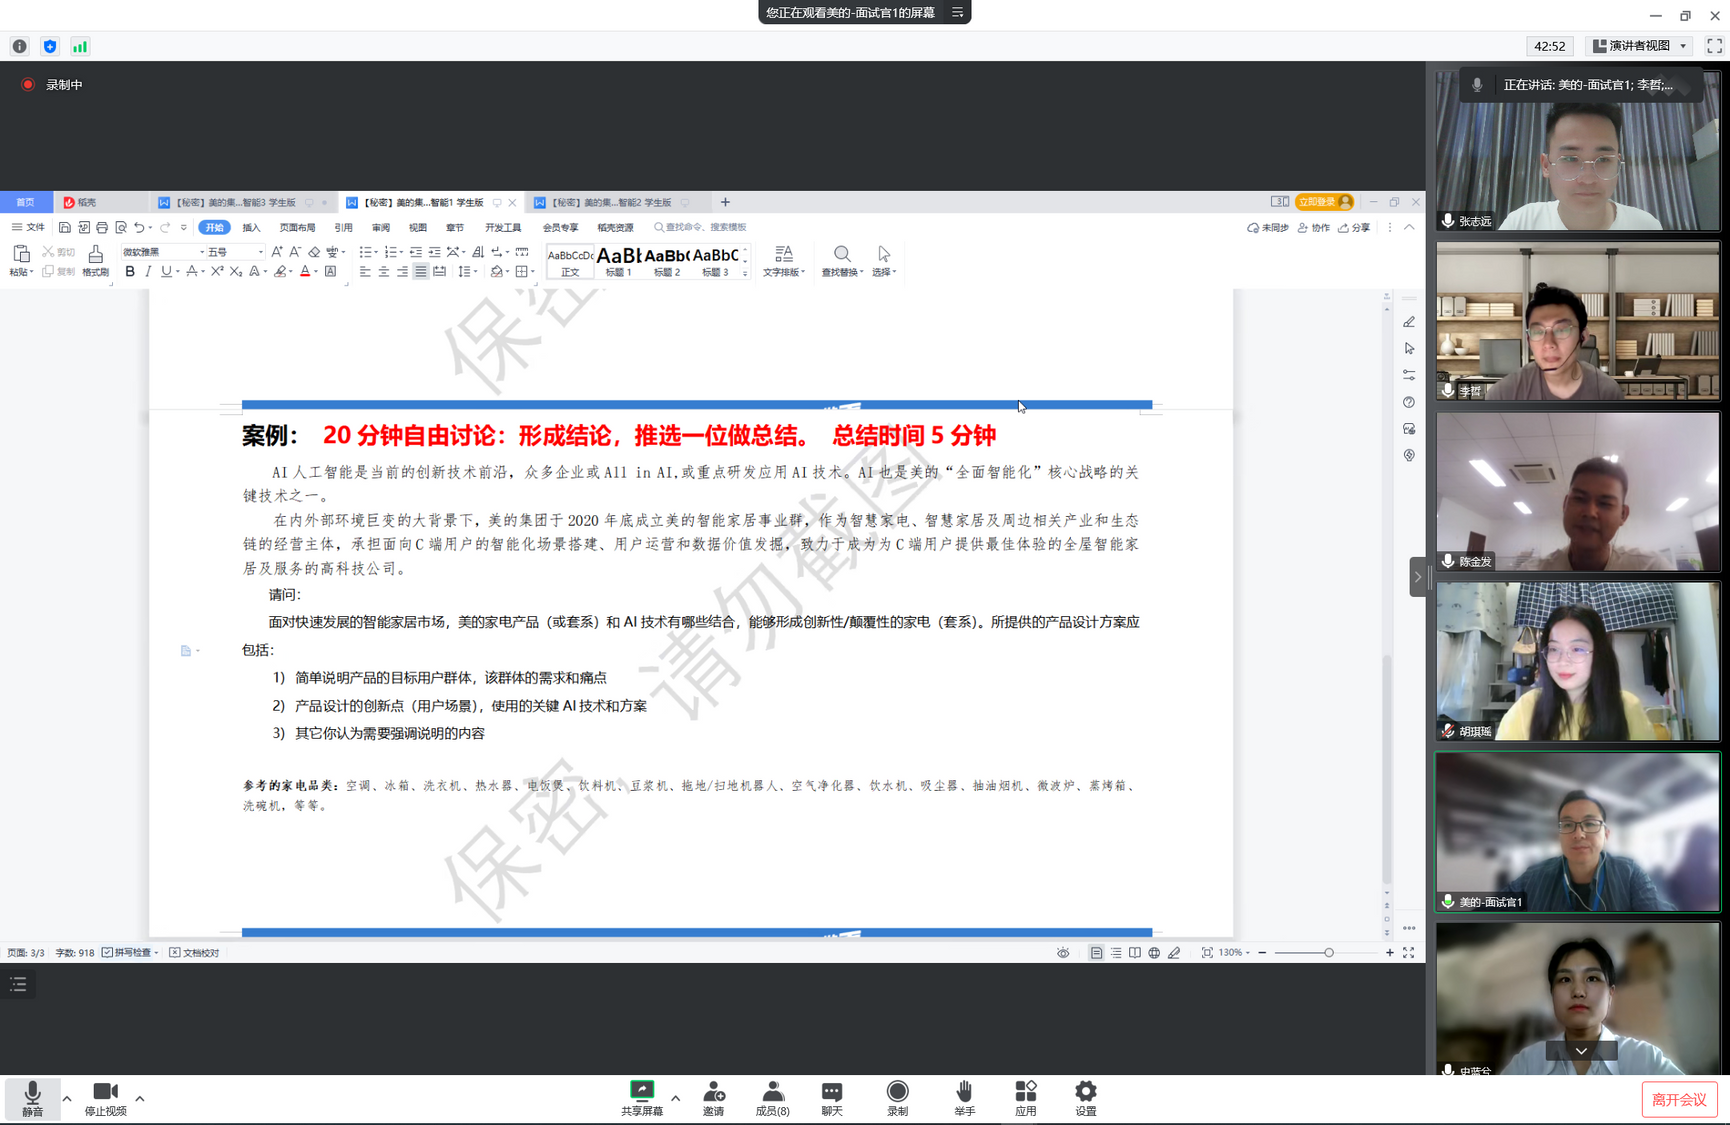 您正在观看美的-面试官1的屏幕
42:52
演讲者视图
录制中
正在讲话: 美的-面试官1; 李哲;...
首页
稻壳
【秘密】美的集...智能3 学生版
【秘密】美的集...智能1 学生版
【秘密】美的集...智能2 学生版
立即登录
文件
开始
插入
页面布局
引用
审阅
视图
章节
开发工具
会员专享
稻壳资源
查找命令、搜索模板
未同步
协作
分享
粘贴
剪切
复制
格式刷
微软雅黑
五号
AaBbCcDc
正文
AaBl
标题 1
AaBb(
标题 2
AaBbC
标题 3
文字排版
查找替换
选择
案例： 20 分钟自由讨论：形成结论，推选一位做总结。 总结时间 5 分钟
AI 人工智能是当前的创新技术前沿，众多企业或 All in AI,或重点研发应用 AI 技术。AI 也是美的“全面智能化”核心战略的关
键技术之一。
在内外部环境巨变的大背景下，美的集团于 2020 年底成立美的智能家居事业群，作为智慧家电、智慧家居及周边相关产业和生态
链的经营主体，承担面向 C 端用户的智能化场景搭建、用户运营和数据价值发掘，致力于成为为 C 端用户提供最佳体验的全屋智能家
居及服务的高科技公司。
请问：
面对快速发展的智能家居市场，美的家电产品（或套系）和 AI 技术有哪些结合，能够形成创新性/颠覆性的家电（套系）。所提供的产品设计方案应
包括：
1） 简单说明产品的目标用户群体，该群体的需求和痛点
2） 产品设计的创新点（用户场景），使用的关键 AI 技术和方案
3） 其它你认为需要强调说明的内容
参考的家电品类：空调、冰箱、洗衣机、热水器、电饭煲、饮料机、豆浆机、拖地/扫地机器人、空气净化器、饮水机、吸尘器、抽油烟机、微波炉、蒸烤箱、
洗碗机，等等。
保密，请勿截图
保密，
页面: 3/3
字数: 918
拼写检查
文档校对
130%
张志远
李哲
陈金发
胡琪瑶
美的-面试官1
史蓝兮
静音
停止视频
共享屏幕
邀请
成员(8)
聊天
录制
举手
应用
设置
离开会议